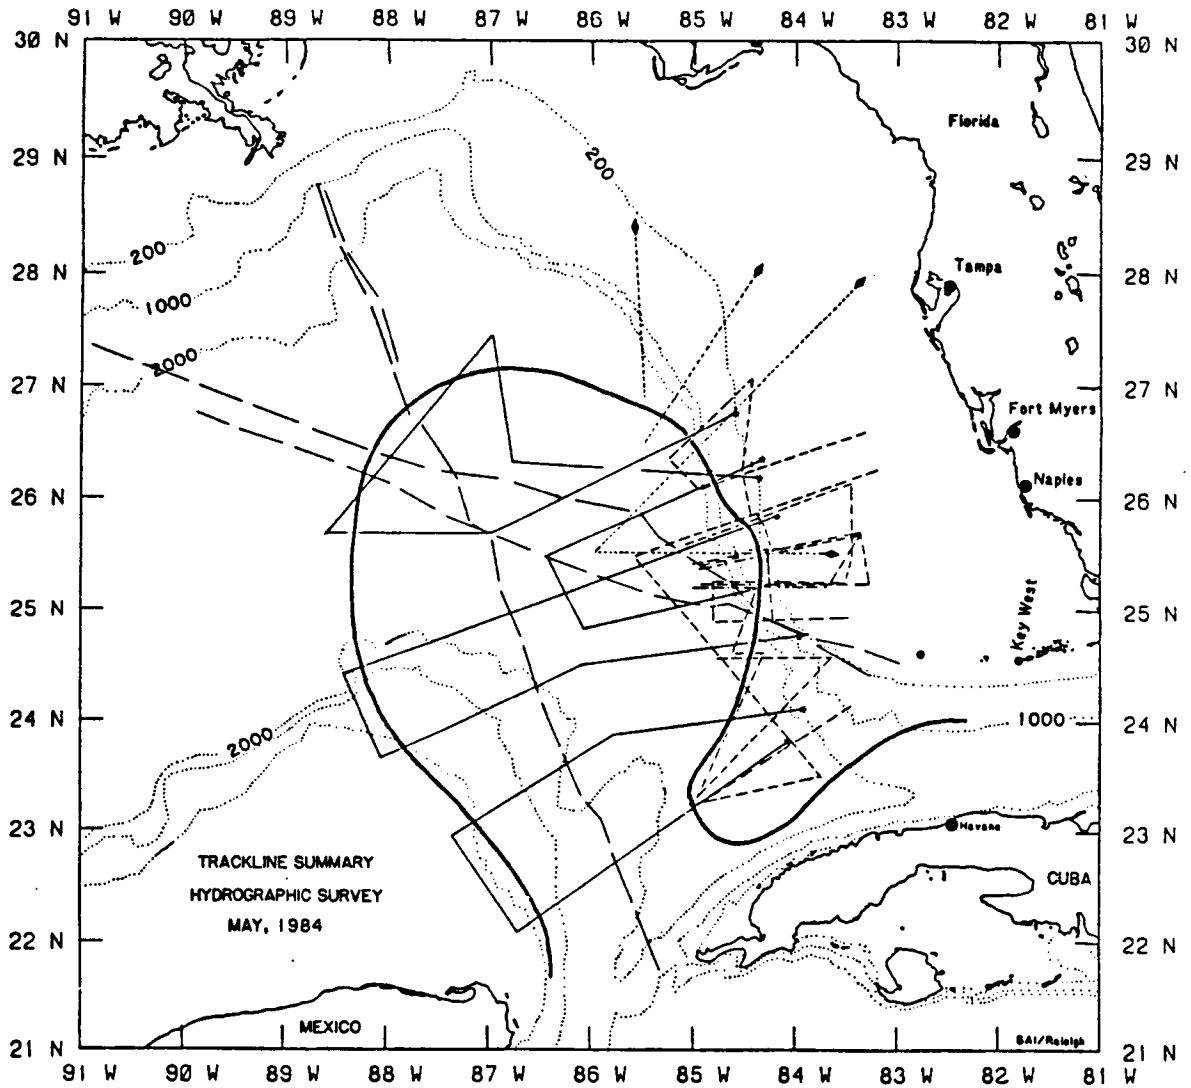 91 W 90 W 89 W 88 W 87 W 86 W 85 W 84 W 83 W 82 W 81 W
30 N 30 N
Florida
200
29 N 29 N
200
28 N Tampa 28 N
1000
2000
27 N 27 N
Fort Myers
26 N Naples 26 N
25 N 25 N
Key West
24 N 1000 24 N
2000
23 N Havana 23 N
TRACKLINE SUMMARY
HYDROGRAPHIC SURVEY
MAY, 1984
CUBA
22 N 22 N
MEXICO
SAI/Raleigh
21 N 21 N
91 W 90 W 89 W 88 W 87 W 86 W 85 W 84 W 83 W 82 W 81 W